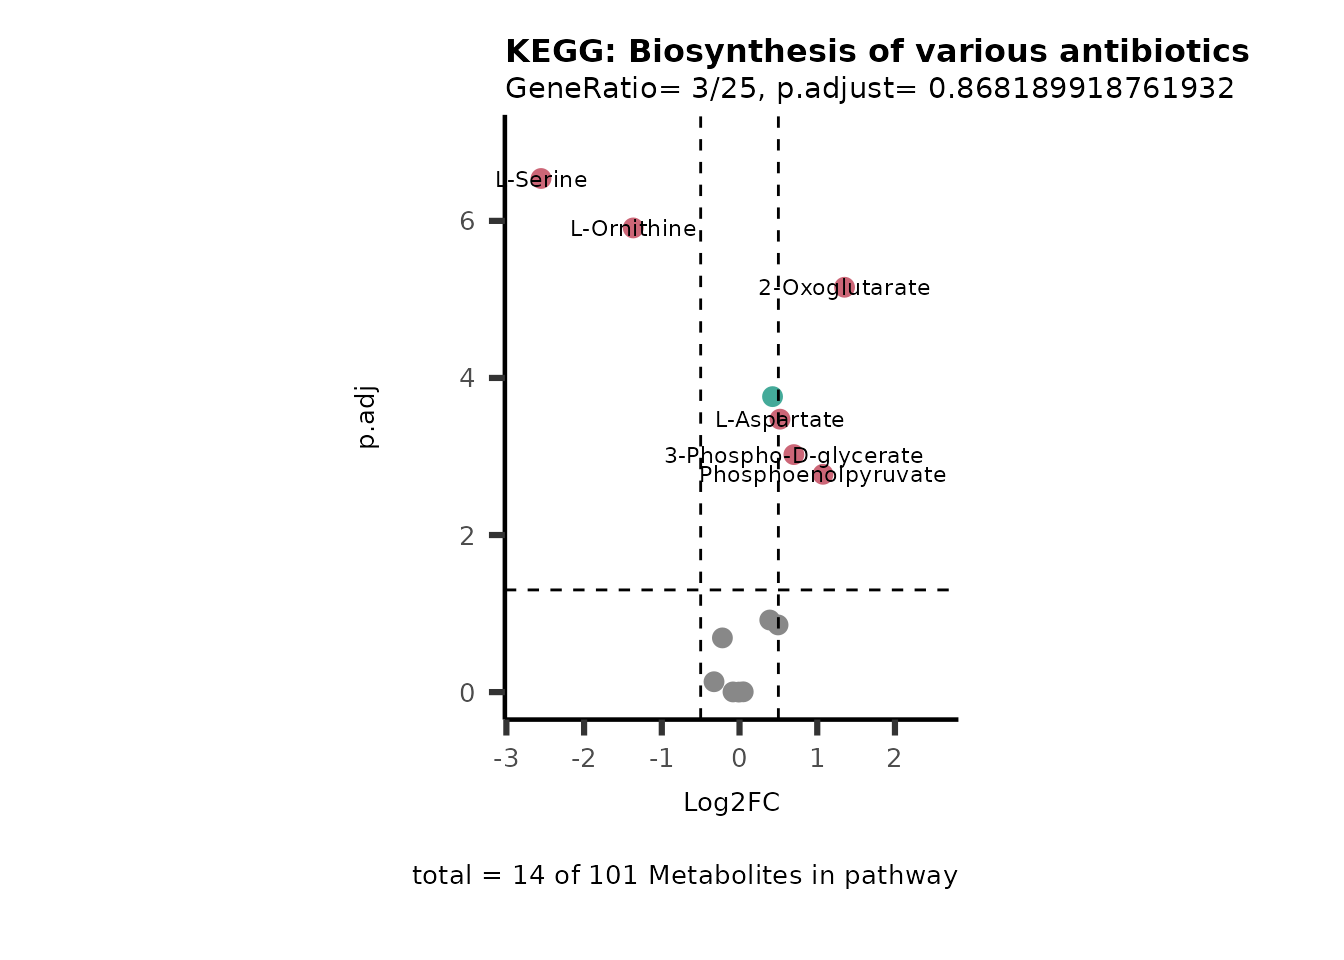 KEGG: Biosynthesis of various antibiotics
GeneRatio= 3/25, p.adjust= 0.868189918761932
L-Serine
6
L-Ornithine
2-Oxoglutarate
4
p.adj
L-Aspartate
3-Phospho-D-glycerate
Phosphoenolpyruvate
2
0
-3 -2 -1 0 1 2
Log2FC
total = 14 of 101 Metabolites in pathway